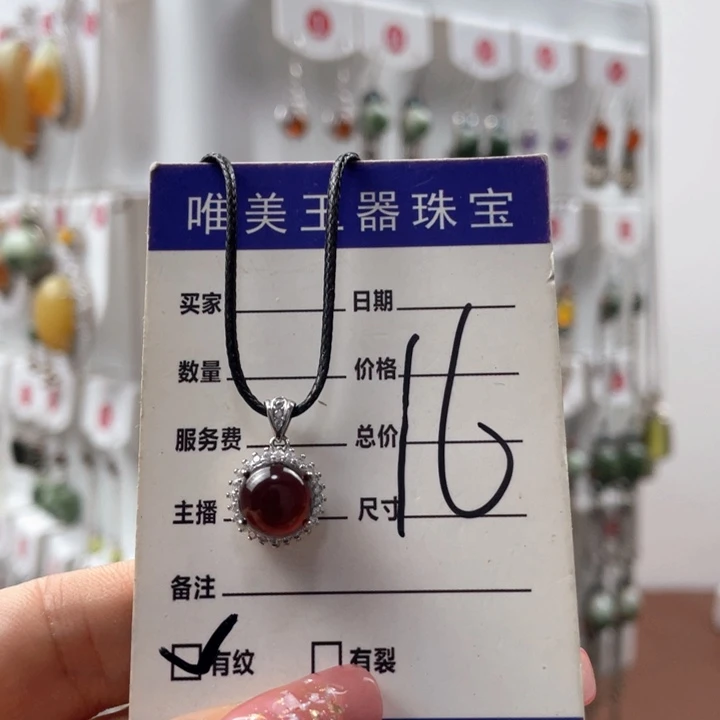 唯美玉器珠宝
买家 日期
数量 价格
服务费 总价
主播 尺寸
16
备注
✓有纹 有裂